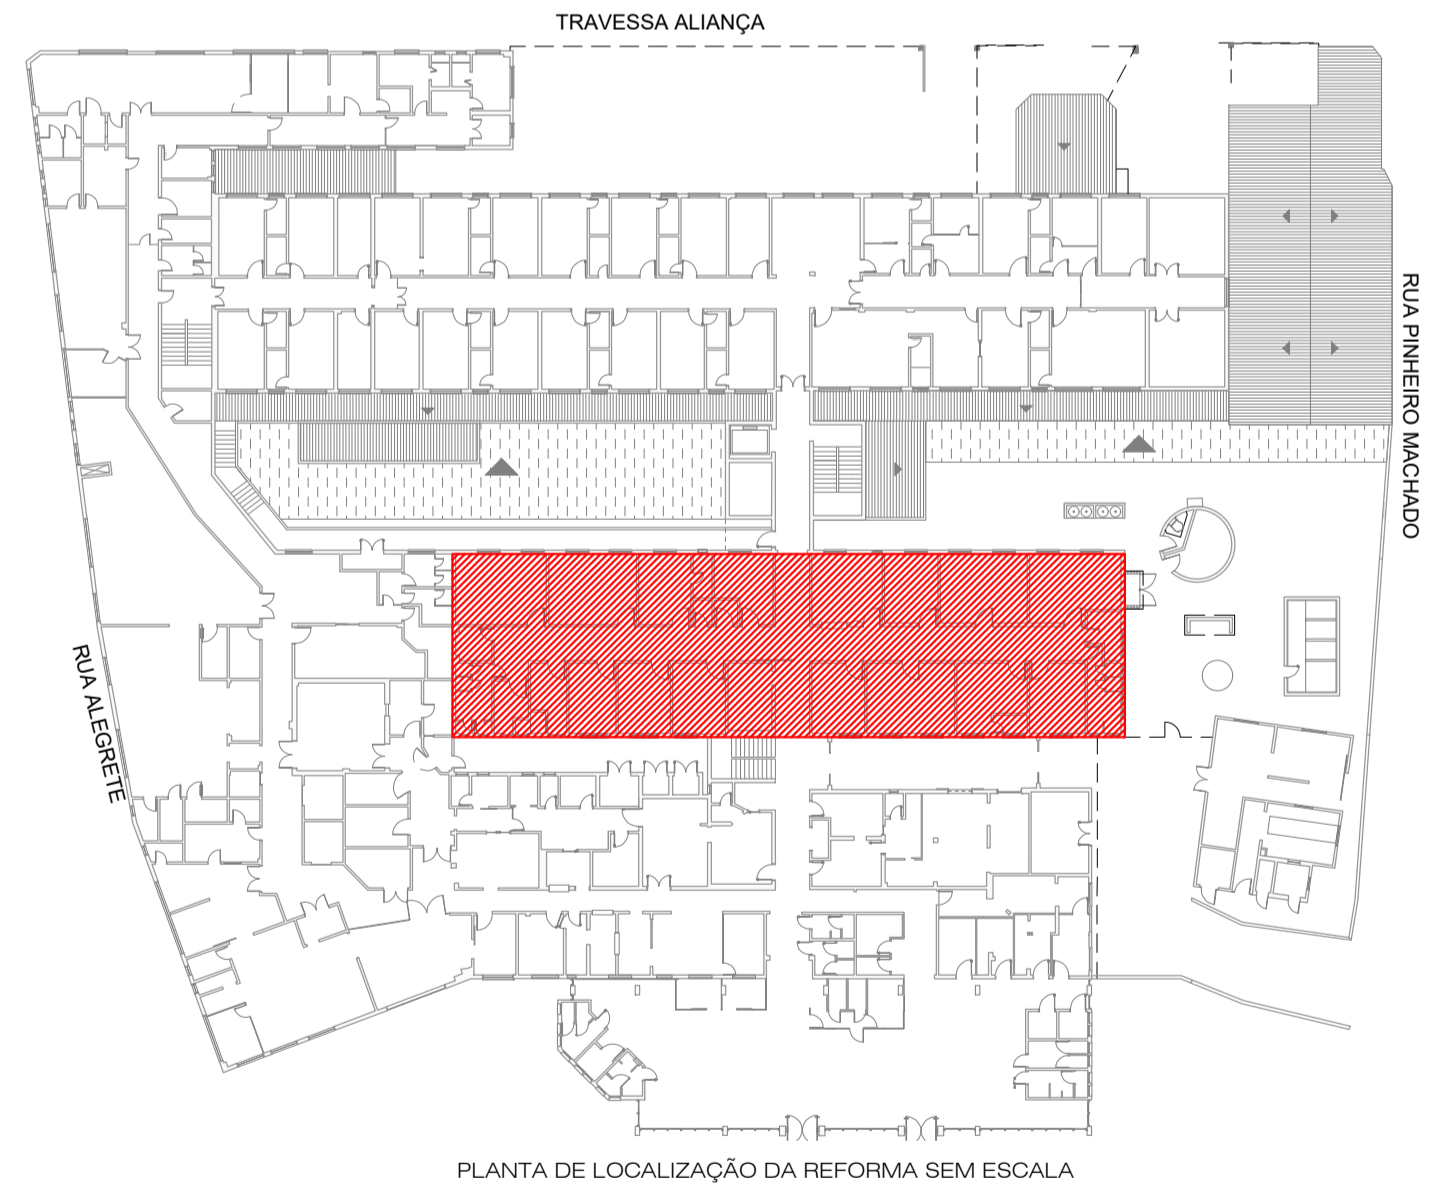 TRAVESSA ALIANÇA
RUA PINHEIRO MACHADO
RUA ALEGRETE
PLANTA DE LOCALIZAÇÃO DA REFORMA SEM ESCALA